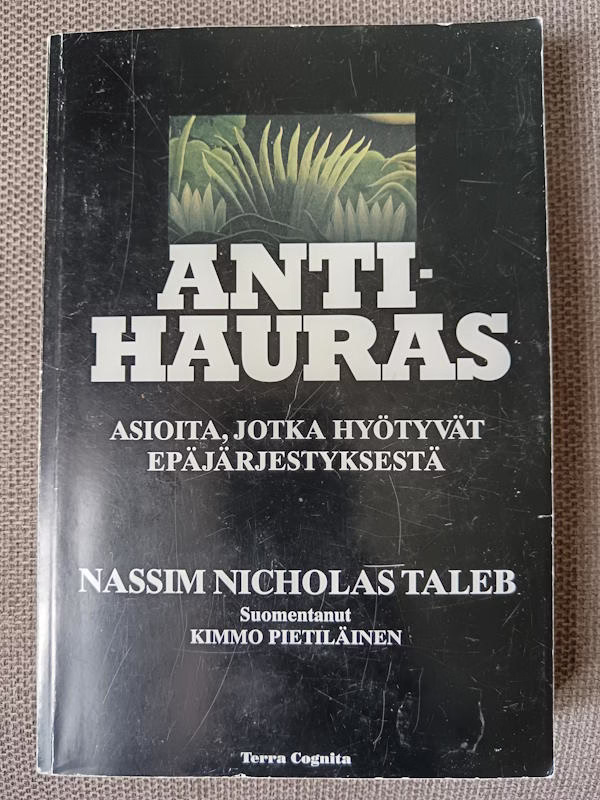 ANTI-
HAURAS
ASIOITA, JOTKA HYÖTYVÄT
EPÄJÄRJESTYKSESTÄ
NASSIM NICHOLAS TALEB
Suomentanut
KIMMO PIETILÄINEN
Terra Cognita